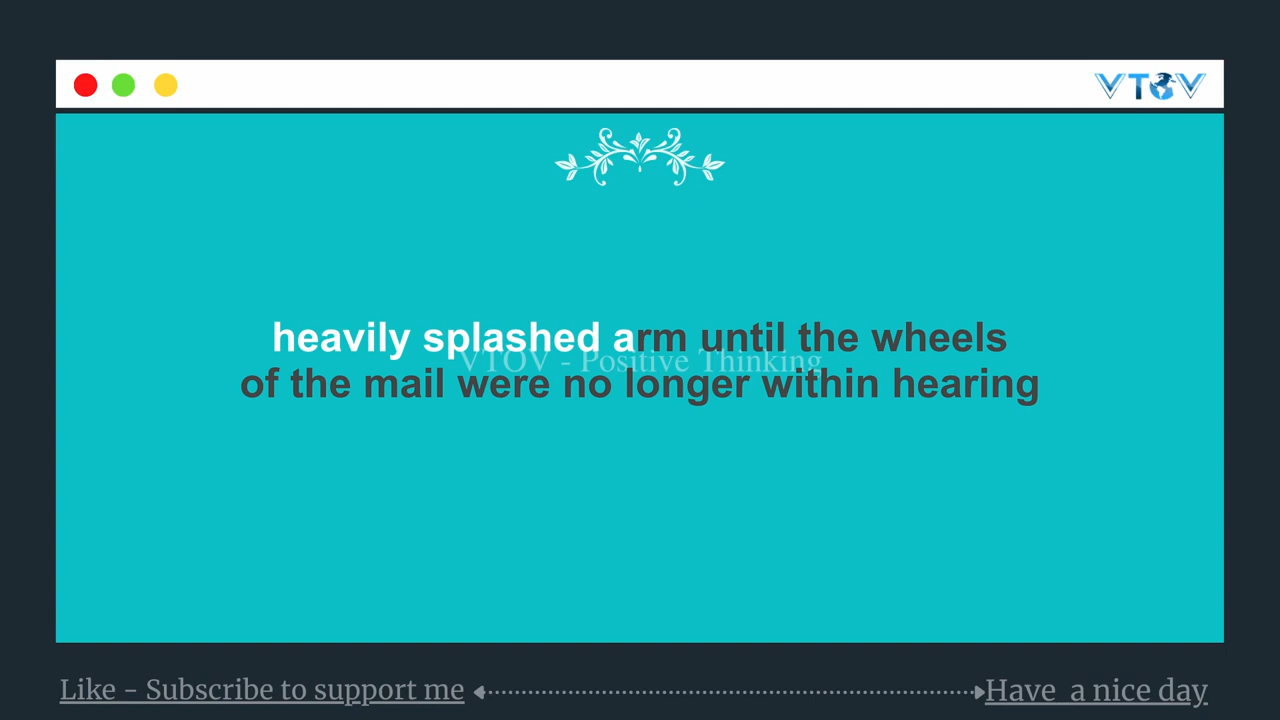 VTOV
heavily splashed arm until the wheels
VTOV - Positive Thinking
of the mail were no longer within hearing
Like - Subscribe to support me
Have a nice day